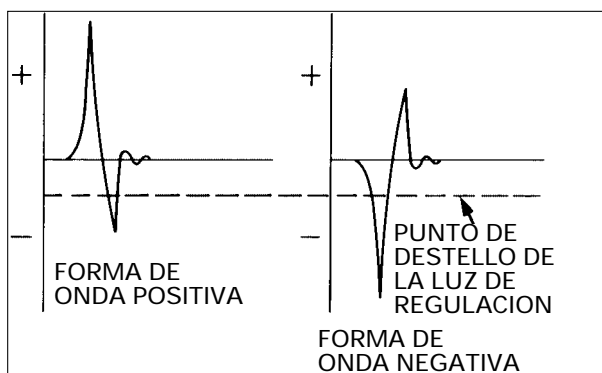 +
−
FORMA DE
ONDA POSITIVA
+
−
PUNTO DE
DESTELLO DE
LA LUZ DE
REGULACION
FORMA DE
ONDA NEGATIVA